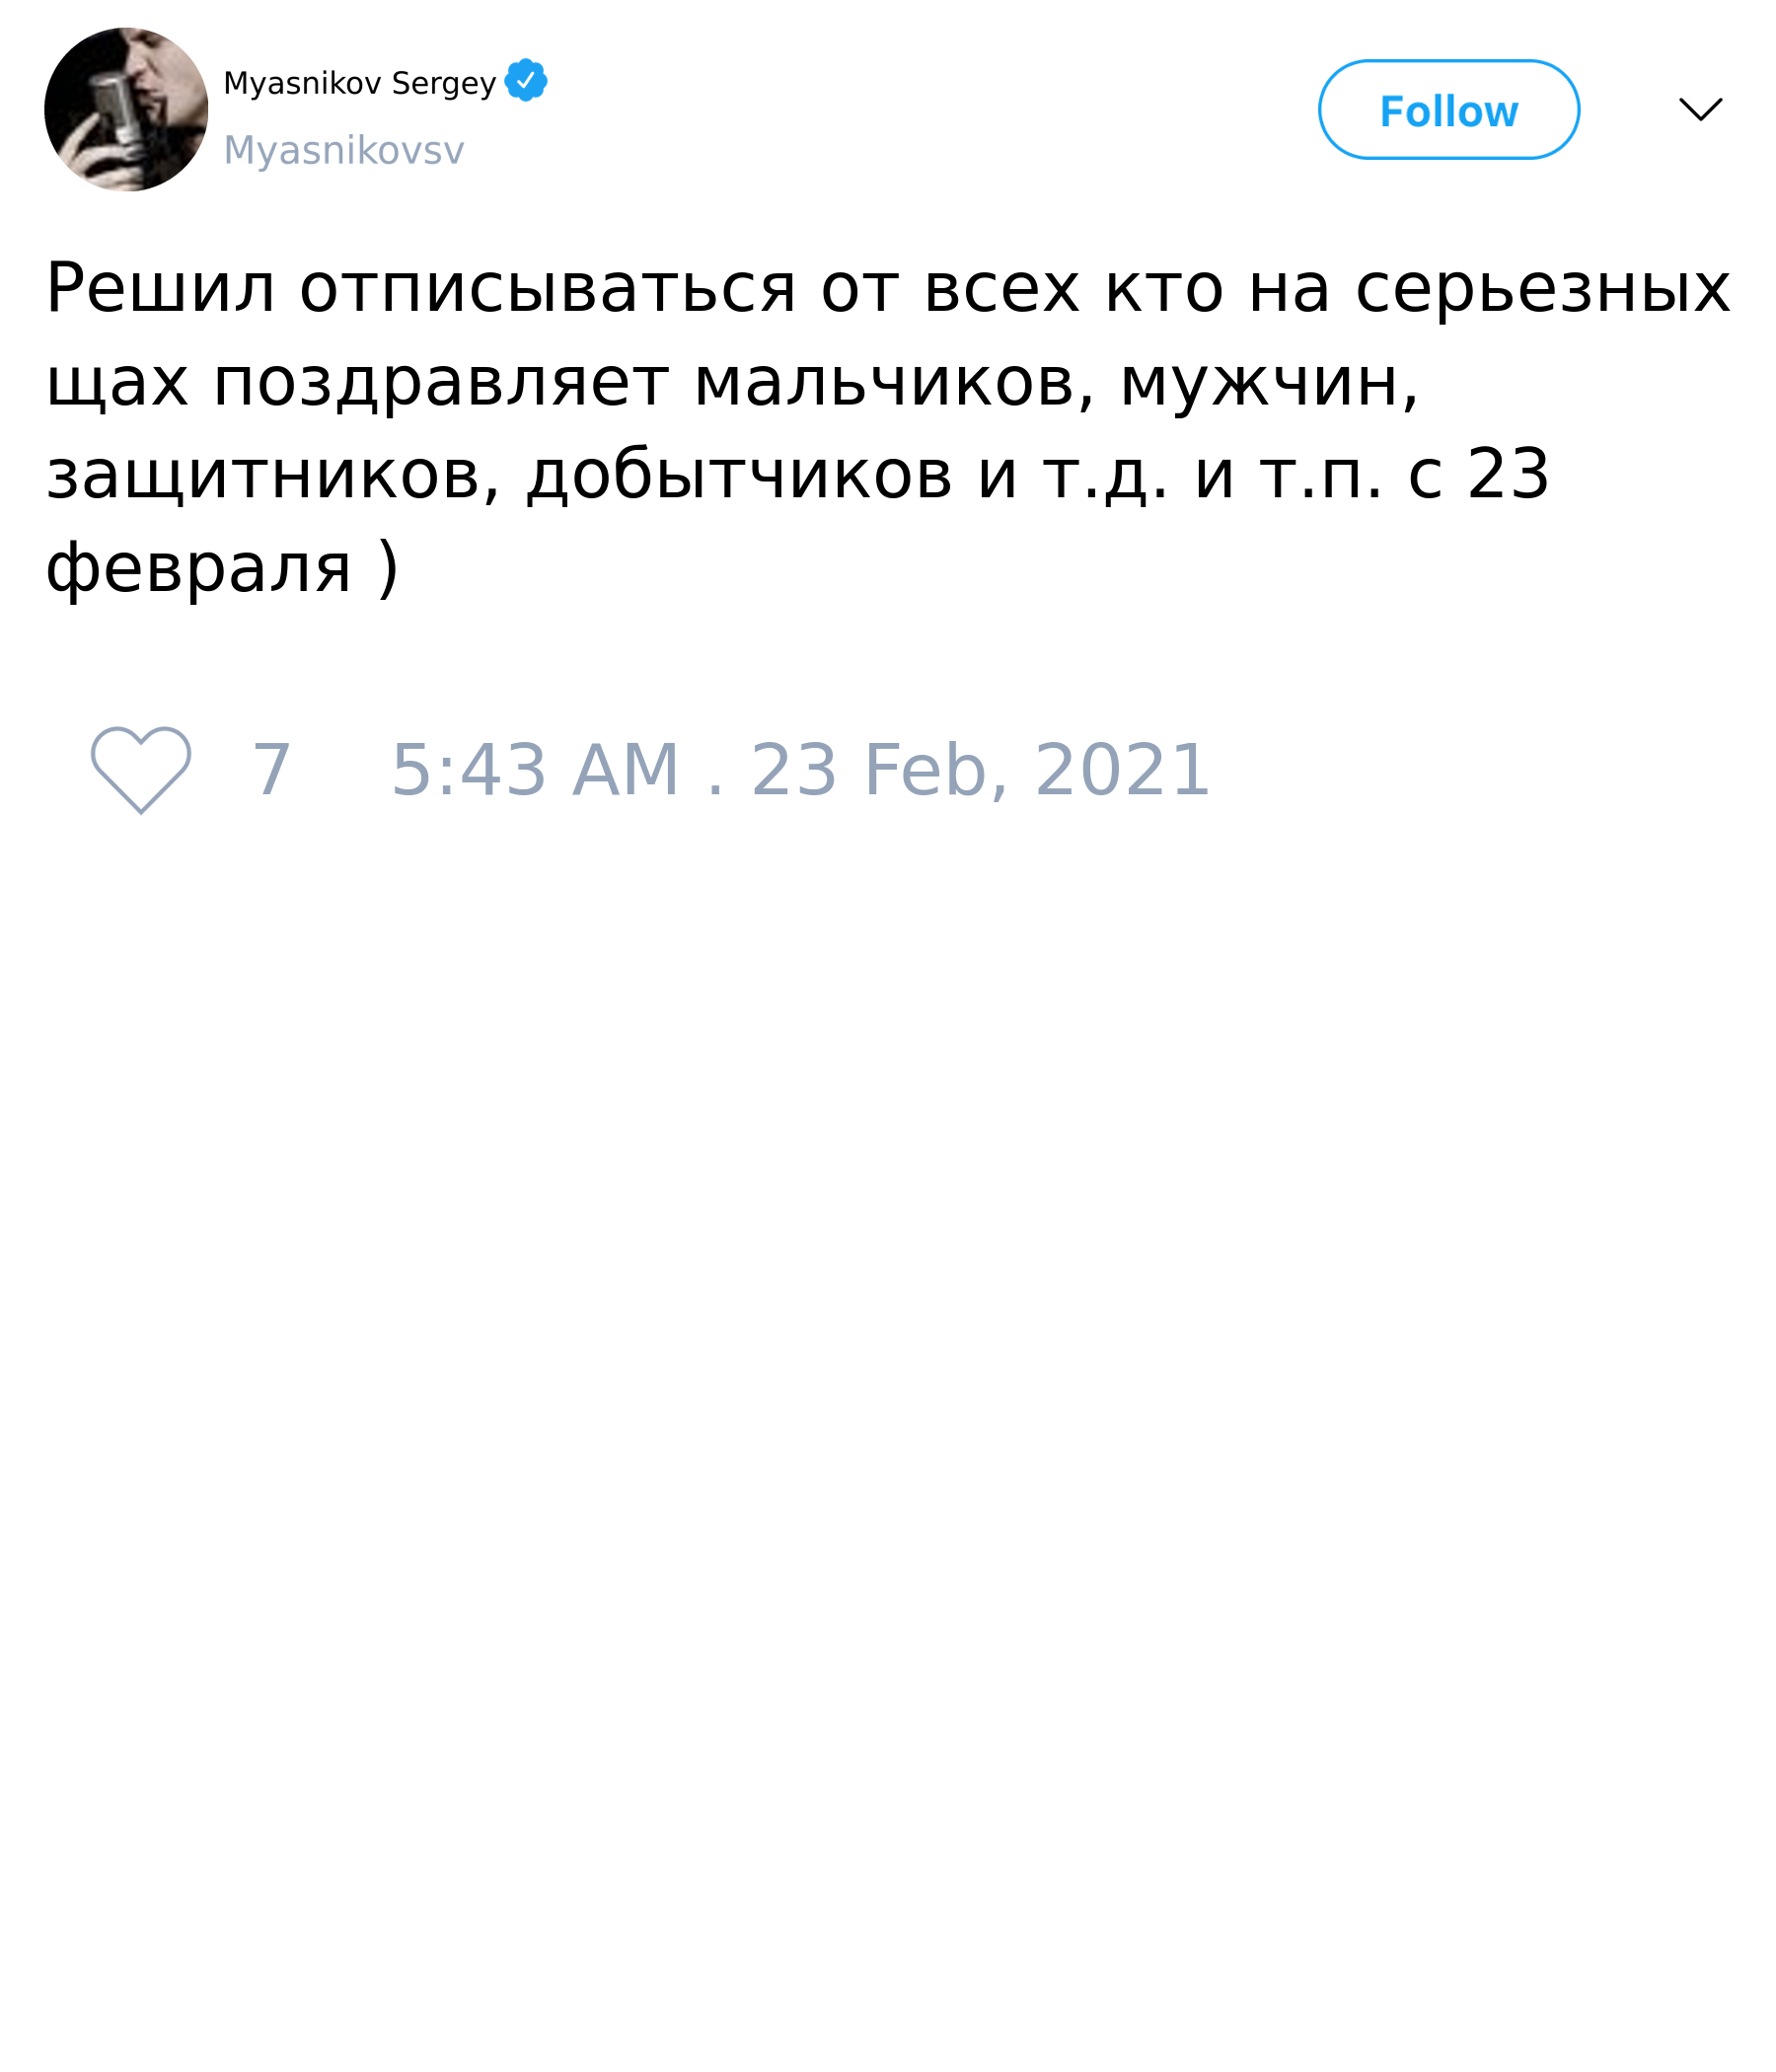 Myasnikov Sergey
Myasnikovsv
Follow
Решил отписываться от всех кто на серьезных
щах поздравляет мальчиков, мужчин,
защитников, добытчиков и т.д. и т.п. с 23
февраля )
7 5:43 AM . 23 Feb, 2021